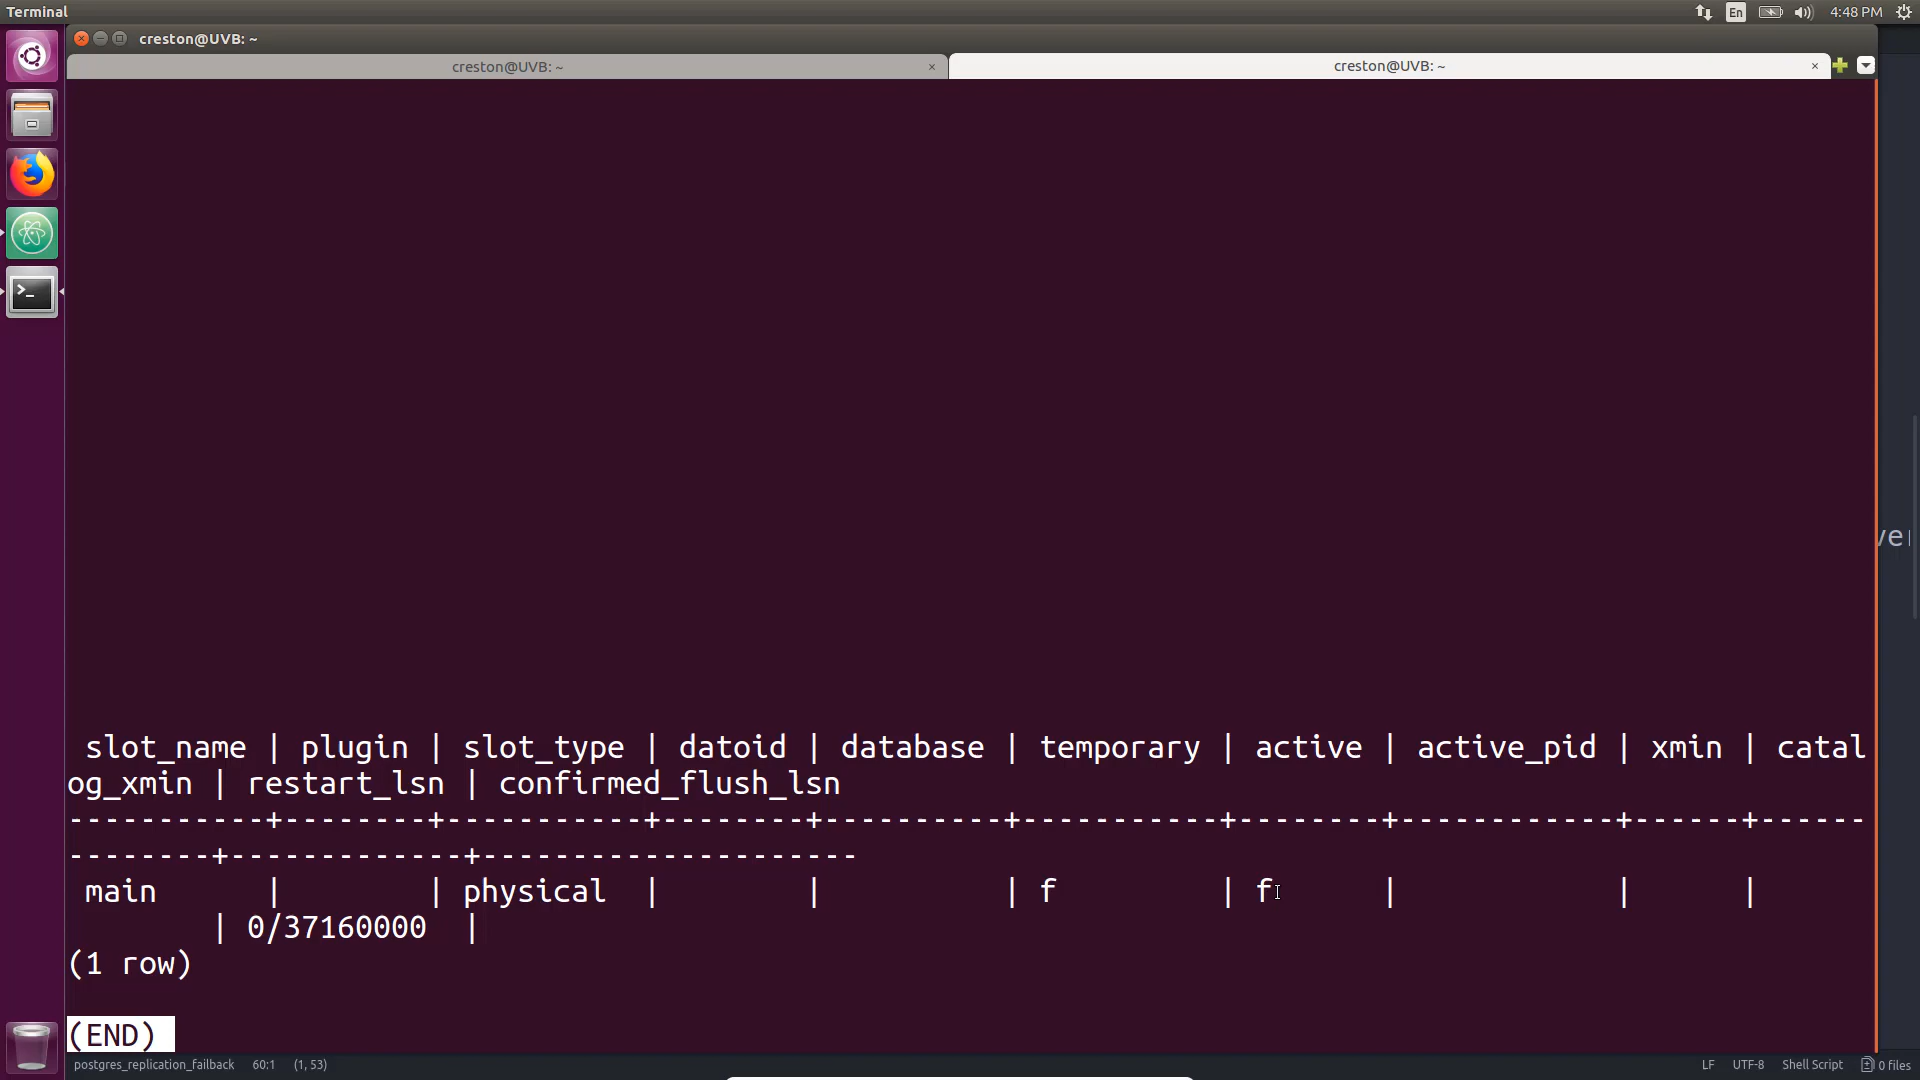 Terminal
En
4:48 PM
creston@UVB: ~
creston@UVB: ~ ×
creston@UVB: ~ ×
 slot_name | plugin | slot_type | datoid | database | temporary | active | active_pid | xmin | catal
og_xmin | restart_lsn | confirmed_flush_lsn
-----------+--------+-----------+--------+----------+-----------+--------+------------+------+------
--------+-------------+---------------------
 main      |        | physical  |        |          | f         | f      |            |      |
        | 0/37160000  |
(1 row)
(END)
postgres_replication_failback 60:1 (1, 53) LF UTF-8 Shell Script 0 files